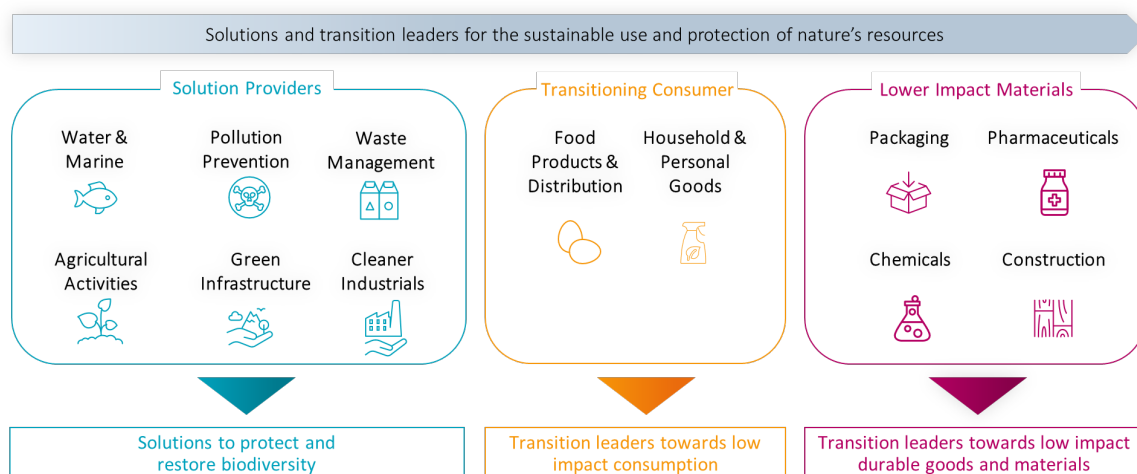 Solutions and transition leaders for the sustainable use and protection of nature's resources
Solution Providers
Water &
Marine
Pollution
Prevention
Waste
Management
Agricultural
Activities
Green
Infrastructure
Cleaner
Industrials
Solutions to protect and
restore biodiversity
Transitioning Consumer
Food
Products &
Distribution
Household &
Personal
Goods
Transition leaders towards low
impact consumption
Lower Impact Materials
Packaging
Pharmaceuticals
Chemicals
Construction
Transition leaders towards low impact
durable goods and materials